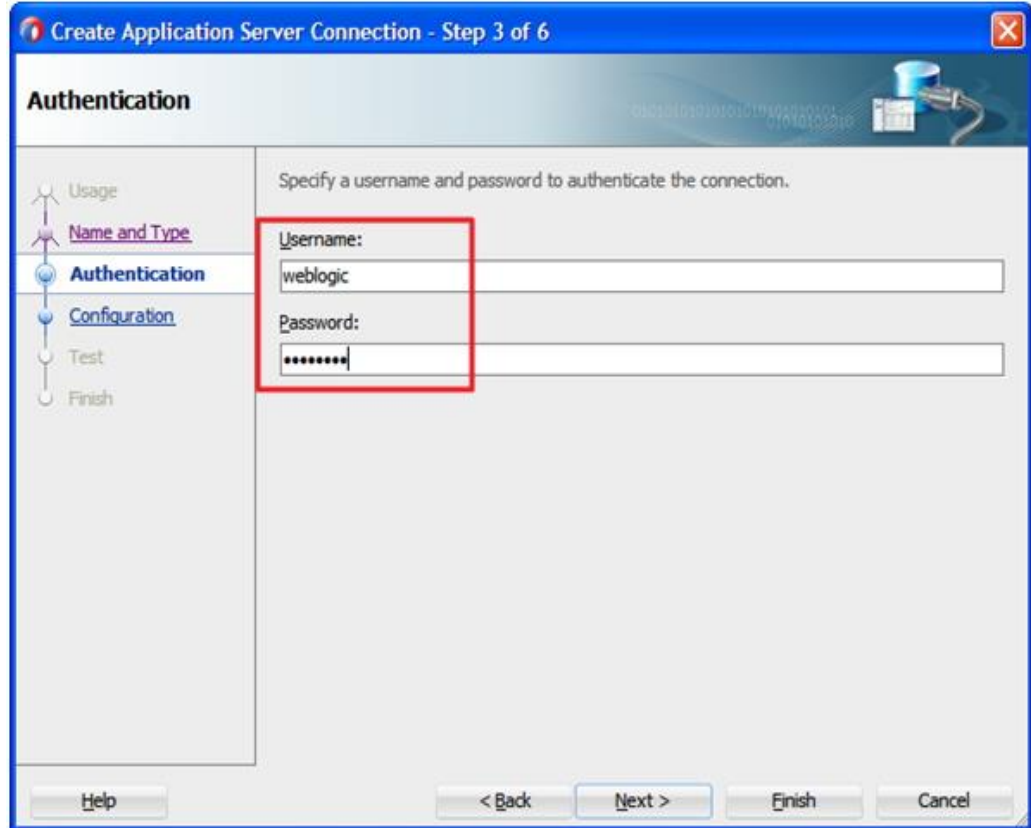 Create Application Server Connection - Step 3 of 6
Authentication
Usage
Name and Type
Authentication
Configuration
Test
Finish
Specify a username and password to authenticate the connection.
Username:
weblogic
Password:
••••••••
Help
< Back
Next >
Finish
Cancel